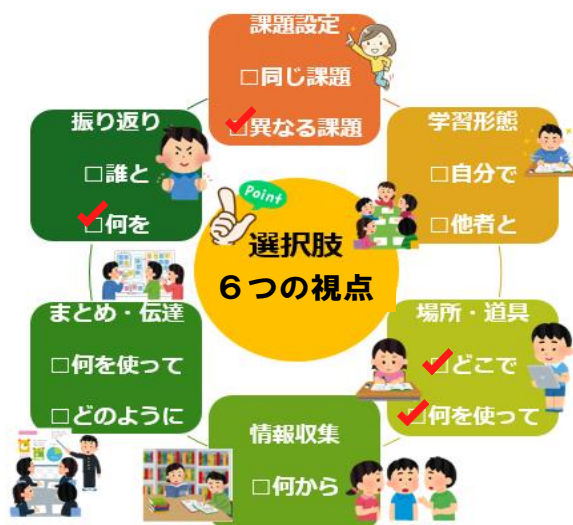 課題設定
□同じ課題
□異なる課題
学習形態
□自分で
□他者と
場所・道具
□どこで
□何を使って
情報収集
□何から
まとめ・伝達
□何を使って
□どのように
振り返り
□誰と
□何を
Point
選択肢
６つの視点